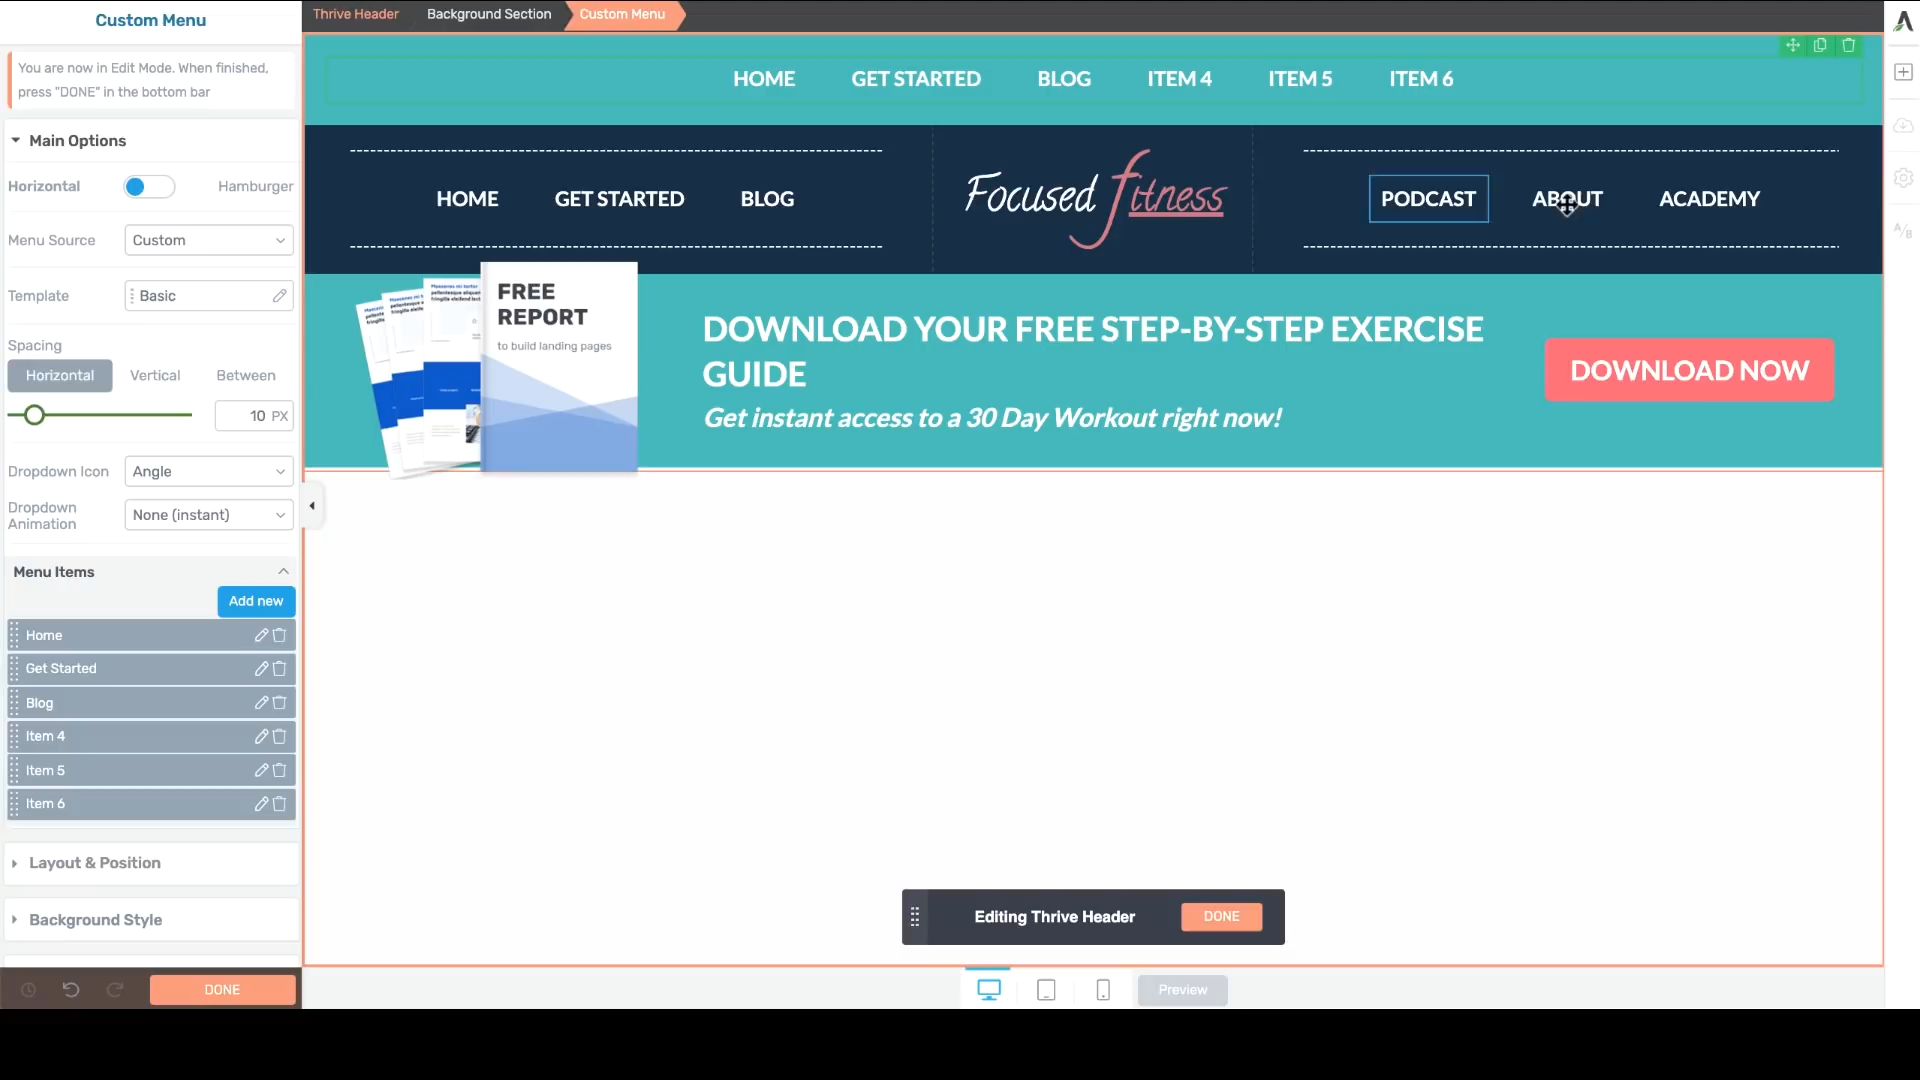 Custom Menu
Thrive Header
Background Section
Custom Menu
You are now in Edit Mode. When finished,
press "DONE" in the bottom bar
Main Options
Horizontal
Hamburger
Menu Source
Custom
Template
Basic
Spacing
Horizontal
Vertical
Between
10 PX
Dropdown Icon
Angle
Dropdown
Animation
None (instant)
Menu Items
Add new
Home
Get Started
Blog
Item 4
Item 5
Item 6
Layout & Position
Background Style
DONE
HOME
GET STARTED
BLOG
ITEM 4
ITEM 5
ITEM 6
HOME
GET STARTED
BLOG
Focused fitness
PODCAST
ABOUT
ACADEMY
FREE
REPORT
to build landing pages
DOWNLOAD YOUR FREE STEP-BY-STEP EXERCISE
GUIDE
Get instant access to a 30 Day Workout right now!
DOWNLOAD NOW
Editing Thrive Header
DONE
Preview
A/B